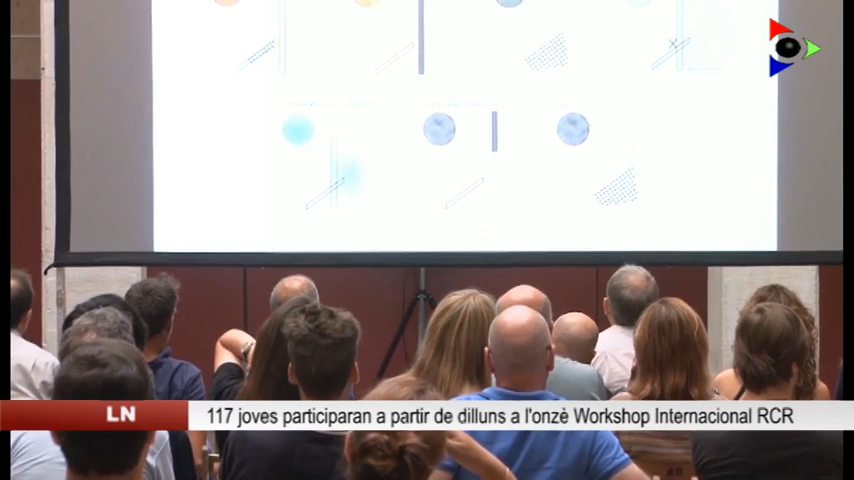 LN 117 joves participaran a partir de dilluns a l'onzè Workshop Internacional RCR